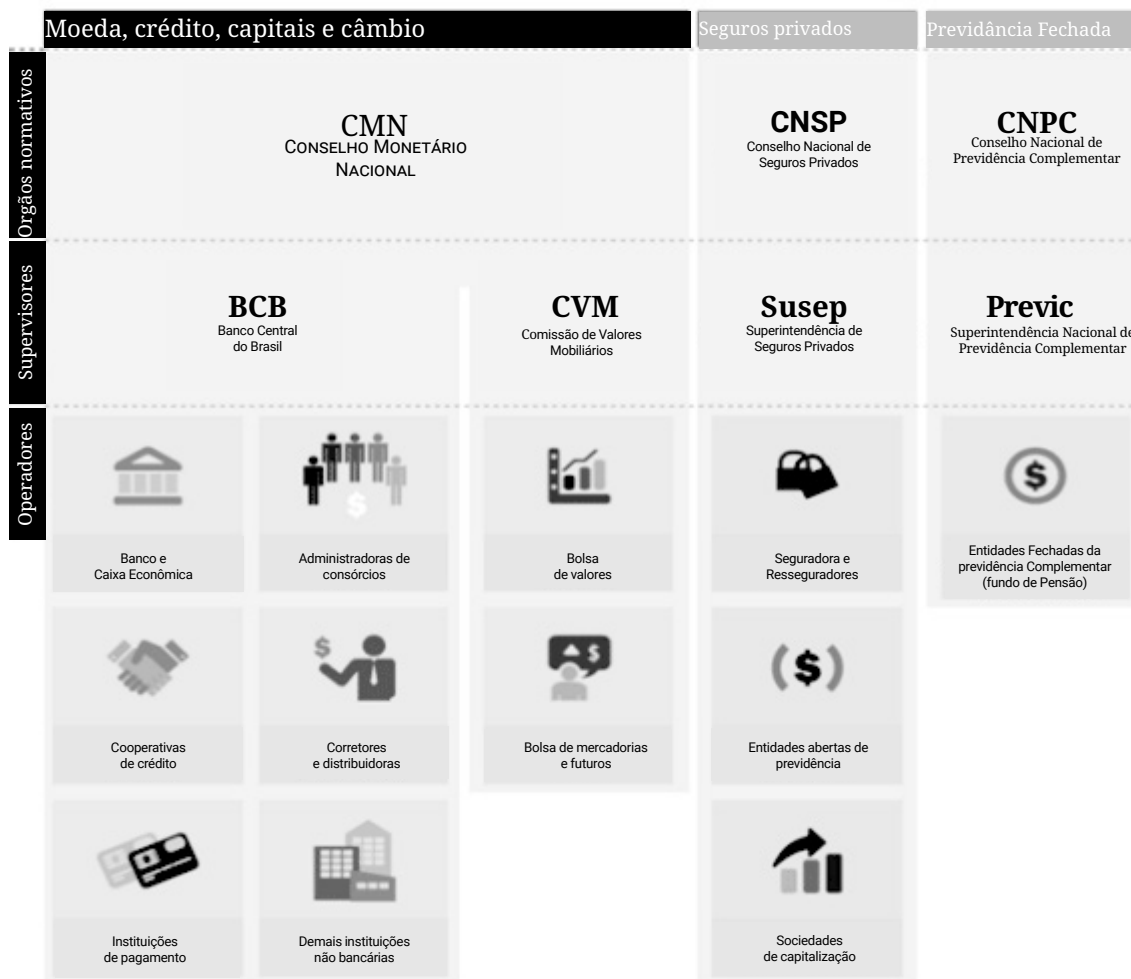 Moeda, crédito, capitais e câmbio
Seguros privados
Previdância Fechada
Orgãos normativos
CMN
Conselho Monetário
Nacional
CNSP
Conselho Nacional de
Seguros Privados
CNPC
Conselho Nacional de
Previdência Complementar
Supervisores
BCB
Banco Central
do Brasil
CVM
Comissão de Valores
Mobiliários
Susep
Superintendência de
Seguros Privados
Previc
Superintendência Nacional de
Previdência Complementar
Operadores
$
$
Banco e
Caixa Econômica
Administradoras de
consórcios
Bolsa
de valores
Seguradora e
Resseguradores
Entidades Fechadas da
previdência Complementar
(fundo de Pensão)
$
$
($)
Cooperativas
de crédito
Corretores
e distribuidoras
Bolsa de mercadorias
e futuros
Entidades abertas de
previdência
Instituições
de pagamento
Demais instituições
não bancárias
Sociedades
de capitalização